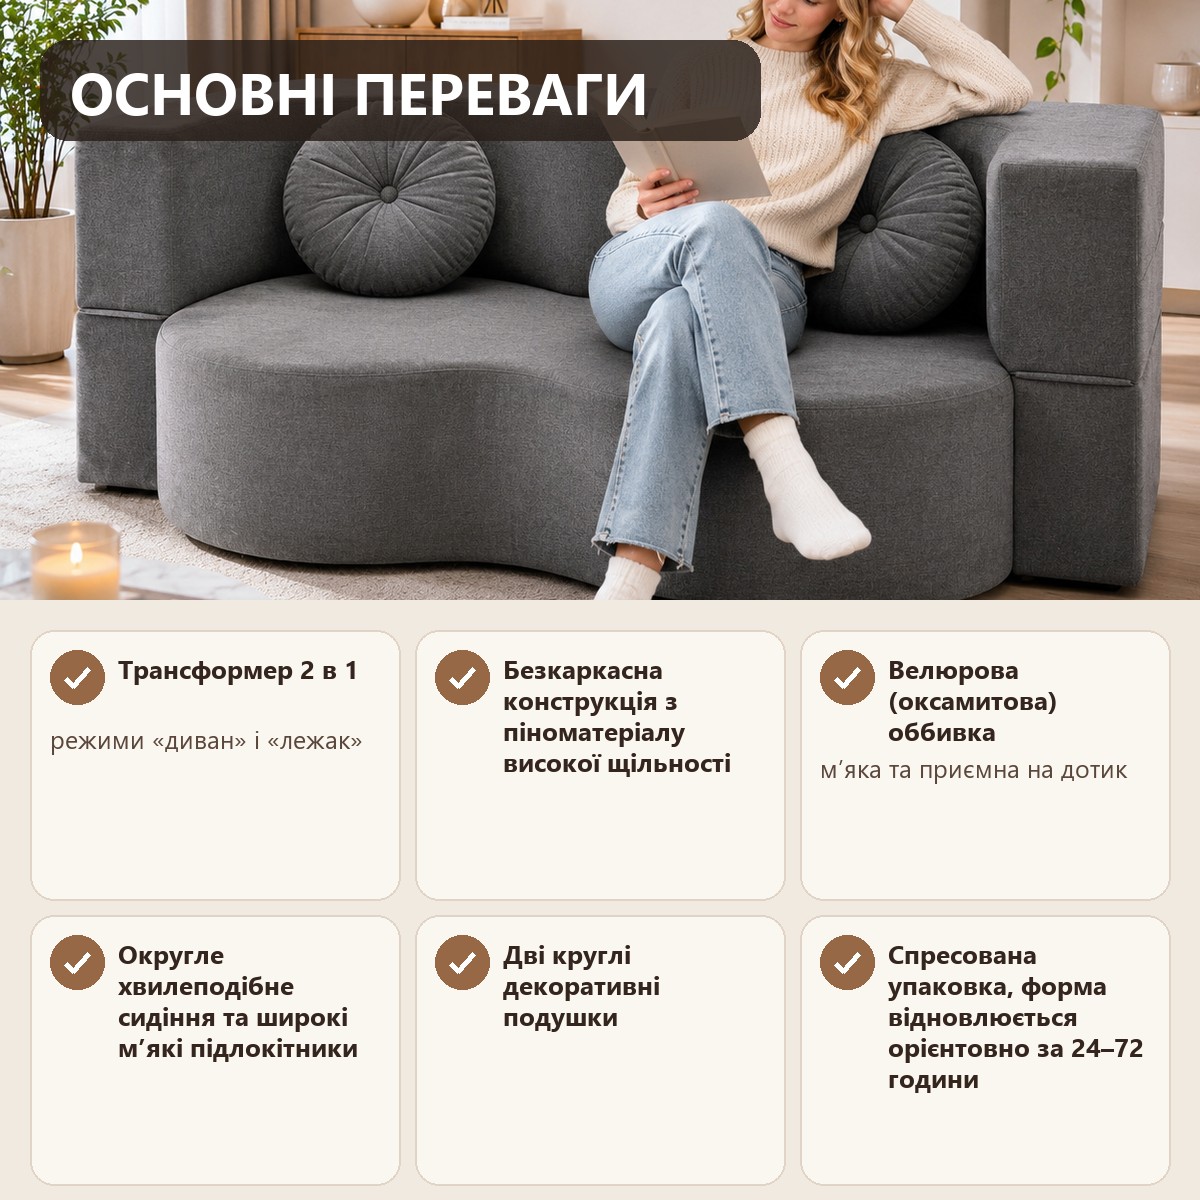 ОСНОВНІ ПЕРЕВАГИ
Трансформер 2 в 1
режими «диван» і «лежак»
Безкаркасна
конструкція з
піноматеріалу
високої щільності
Велюрова
(оксамитова)
оббивка
м’яка та приємна на дотик
Округле
хвилеподібне
сидіння та широкі
м’які підлокітники
Дві круглі
декоративні
подушки
Спресована
упаковка, форма
відновлюється
орієнтовно за 24–72
години